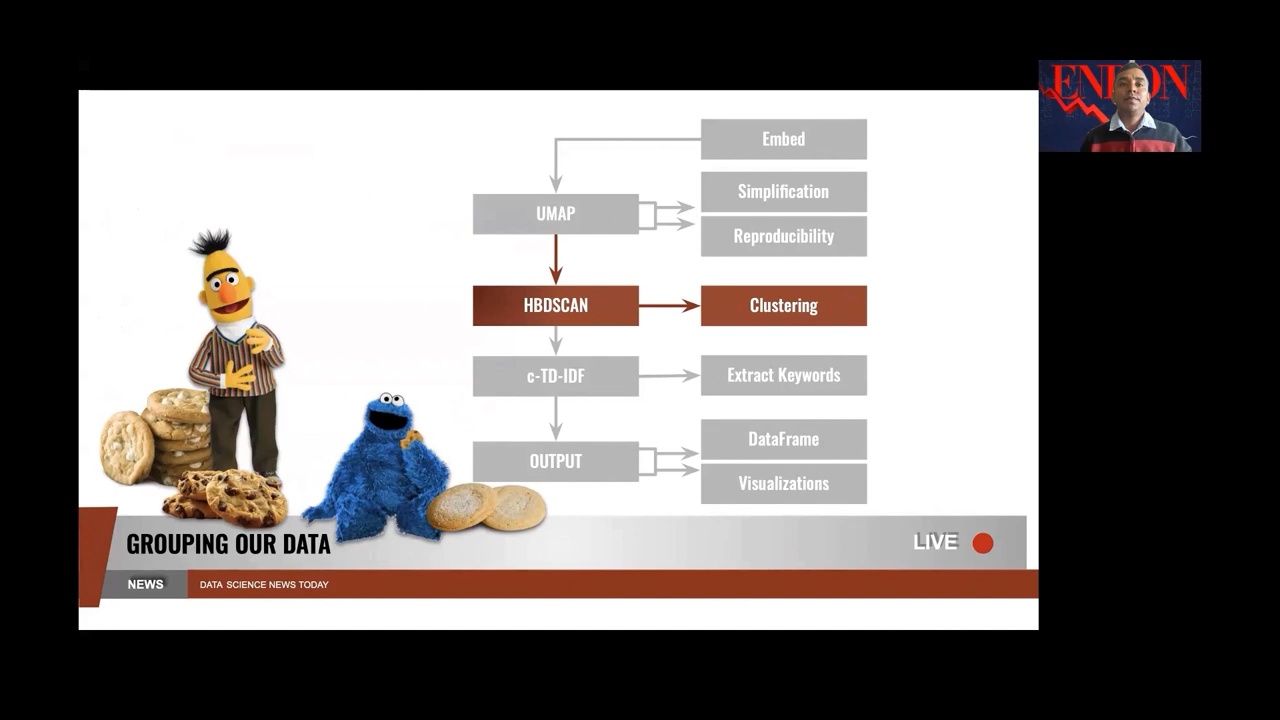 ENRON
Embed
UMAP
Simplification
Reproducibility
HBDSCAN
Clustering
c-TD-IDF
Extract Keywords
OUTPUT
DataFrame
Visualizations
GROUPING OUR DATA
LIVE
NEWS
DATA SCIENCE NEWS TODAY